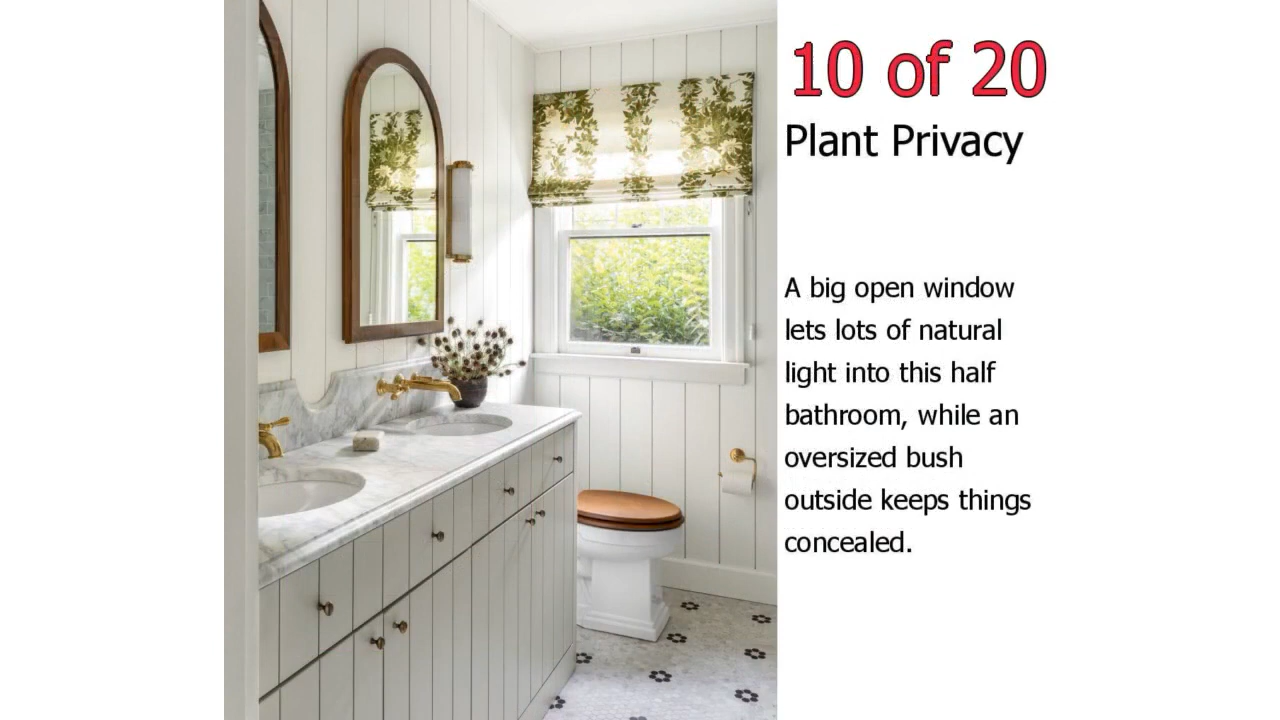 10 of 20
Plant Privacy
A big open window
lets lots of natural
light into this half
bathroom, while an
oversized bush
outside keeps things
concealed.